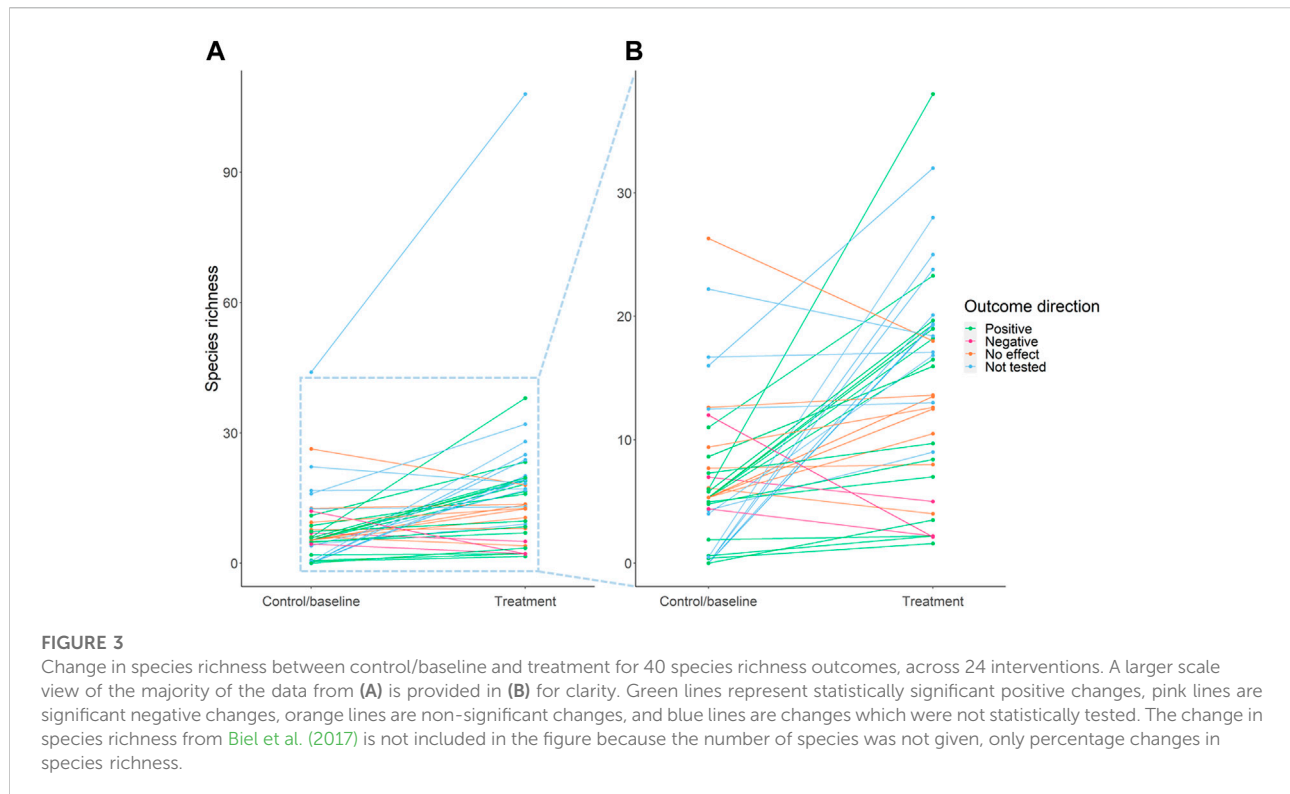 A
B
Species richness
90
60
30
0
Control/baseline
Treatment
30
20
10
0
Control/baseline
Treatment
Outcome direction
Positive
Negative
No effect
Not tested
FIGURE 3
Change in species richness between control/baseline and treatment for 40 species richness outcomes, across 24 interventions. A larger scale
view of the majority of the data from (A) is provided in (B) for clarity. Green lines represent statistically significant positive changes, pink lines are
significant negative changes, orange lines are non-significant changes, and blue lines are changes which were not statistically tested. The change in
species richness from Biel et al. (2017) is not included in the figure because the number of species was not given, only percentage changes in
species richness.